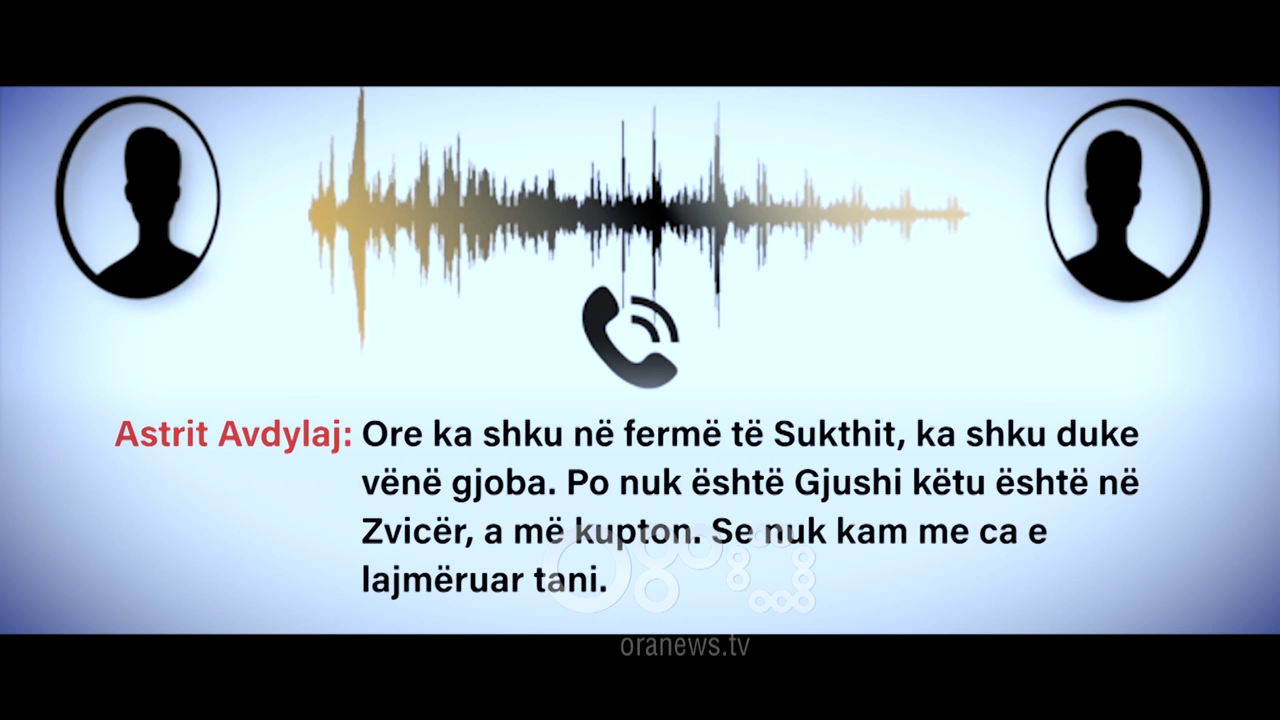 Astrit Avdylaj: Ore ka shku në fermë të Sukthit, ka shku duke
vënë gjoba. Po nuk është Gjushi këtu është në
Zvicër, a më kupton. Se nuk kam me ca e
lajmëruar tani.
oranews.tv